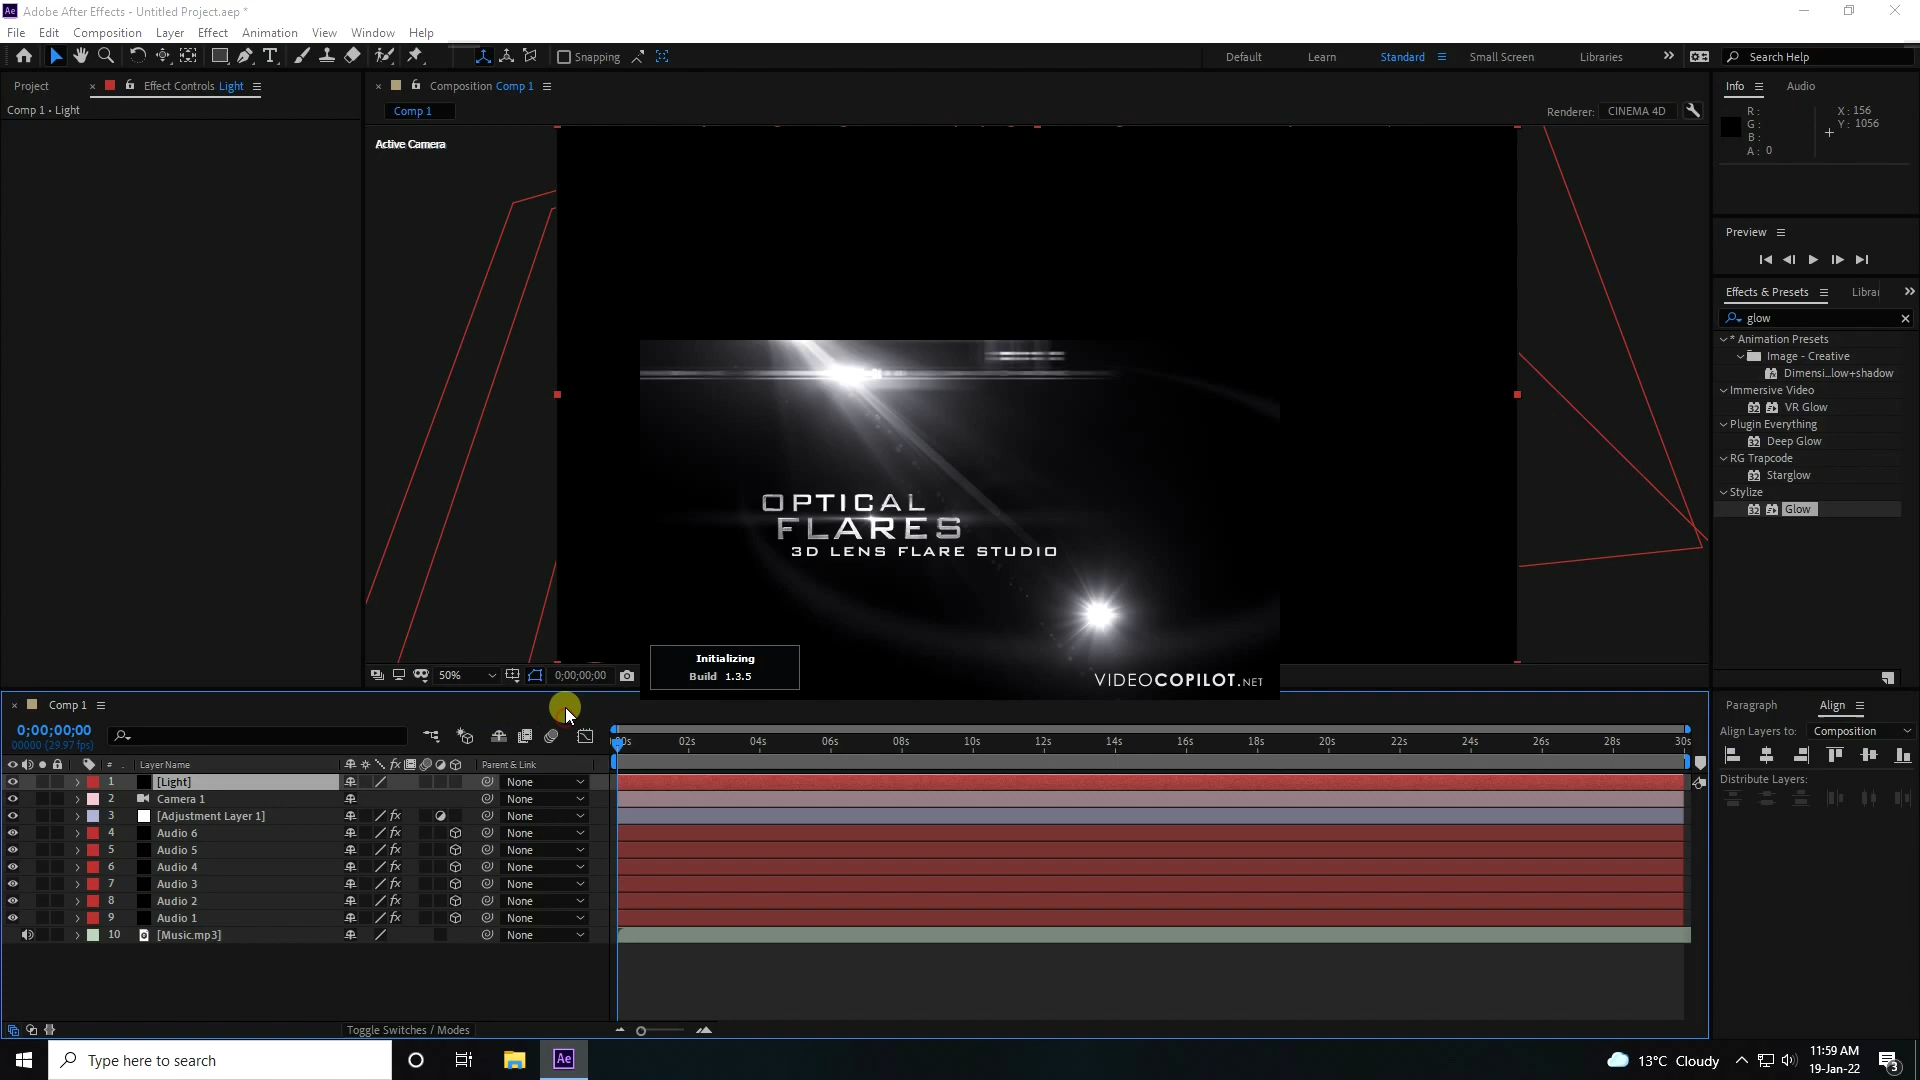 Adobe After Effects - Untitled Project.aep *
File Edit Composition Layer Effect Animation View Window Help
Snapping
Default Learn Standard Small Screen Libraries
Search Help
Project
Effect Controls Light
Comp 1 • Light
Composition Comp 1
Comp 1
Renderer: CINEMA 4D
Active Camera
Info Audio
R:
G:
B:
A: 0
X: 156
Y: 1056
Preview
Effects & Presets
Librar
glow
* Animation Presets
Image - Creative
Dimensi...low+shadow
Immersive Video
VR Glow
Plugin Everything
Deep Glow
RG Trapcode
Starglow
Stylize
Glow
OPTICAL
FLARES
3D LENS FLARE STUDIO
Initializing
Build 1.3.5
VIDEOCOPILOT.NET
50%
0;00;00;00
Comp 1
0;00;00;00
00000 (29.97 fps)
Layer Name
Parent & Link
:00s 02s 04s 06s 08s 10s 12s 14s 16s 18s 20s 22s 24s 26s 28s 30s
1 [Light] None
2 Camera 1 None
3 [Adjustment Layer 1] None
4 Audio 6 None
5 Audio 5 None
6 Audio 4 None
7 Audio 3 None
8 Audio 2 None
9 Audio 1 None
10 [Music.mp3] None
Toggle Switches / Modes
Paragraph Align
Align Layers to: Composition
Distribute Layers:
Type here to search
Ae
13°C Cloudy
11:59 AM
19-Jan-22
3